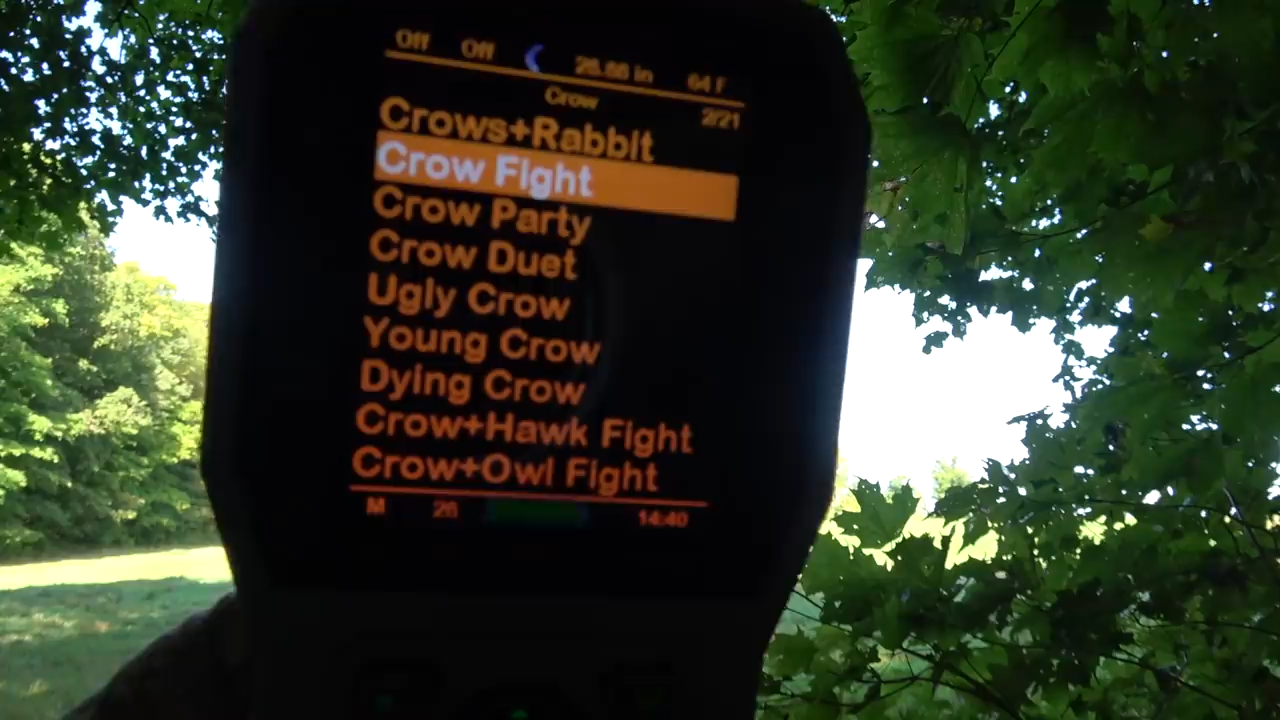 Off Off 28.88 in 64 F
Crow
2/21
Crows+Rabbit
Crow Fight
Crow Party
Crow Duet
Ugly Crow
Young Crow
Dying Crow
Crow+Hawk Fight
Crow+Owl Fight
M 26 14:40